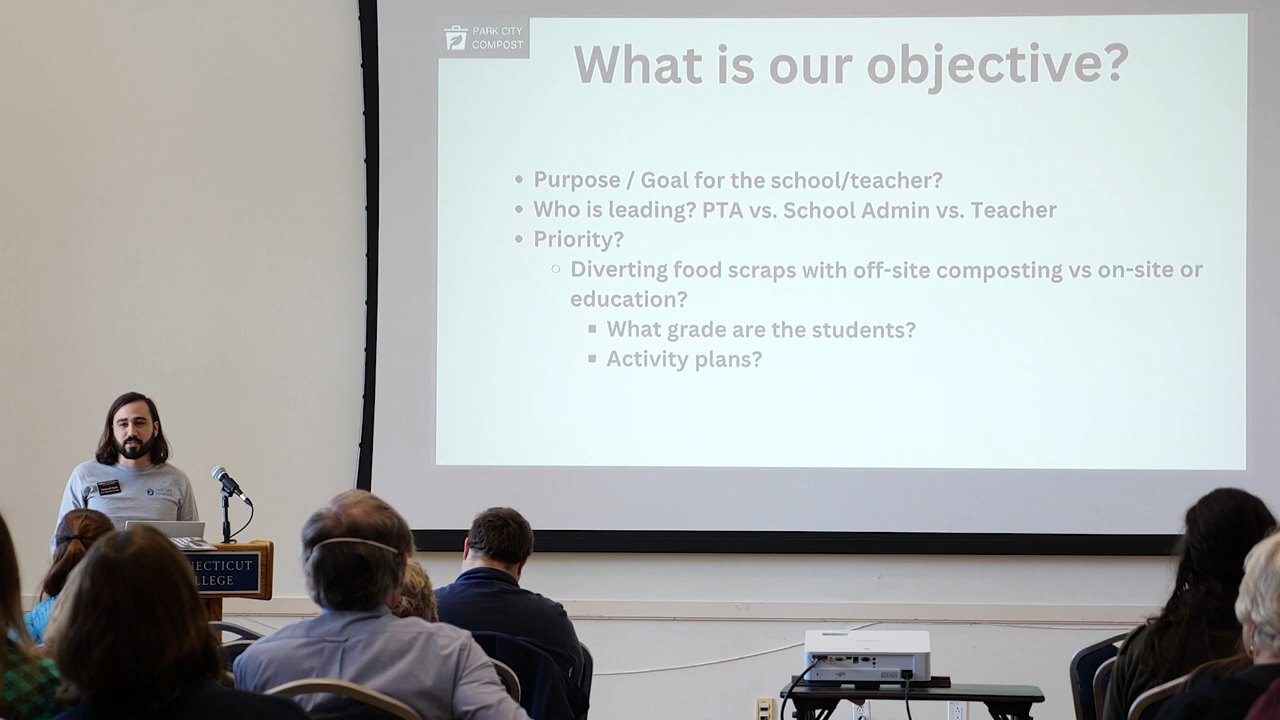 PARK CITY
COMPOST
What is our objective?
• Purpose / Goal for the school/teacher?
• Who is leading? PTA vs. School Admin vs. Teacher
• Priority?
○ Diverting food scraps with off-site composting vs on-site or
education?
▪ What grade are the students?
▪ Activity plans?
NECTICUT
LLEGE